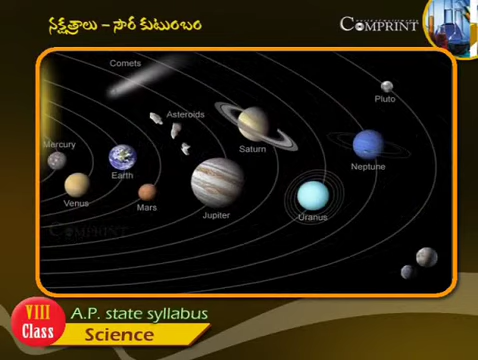 నక్షత్రాలు – సౌర కుటుంబం
COMPRINT
Comets
Pluto
Asteroids
Mercury
Saturn
Neptune
Earth
Venus
Mars
Jupiter
Uranus
COMPRINT
VIII
Class
A.P. state syllabus
Science